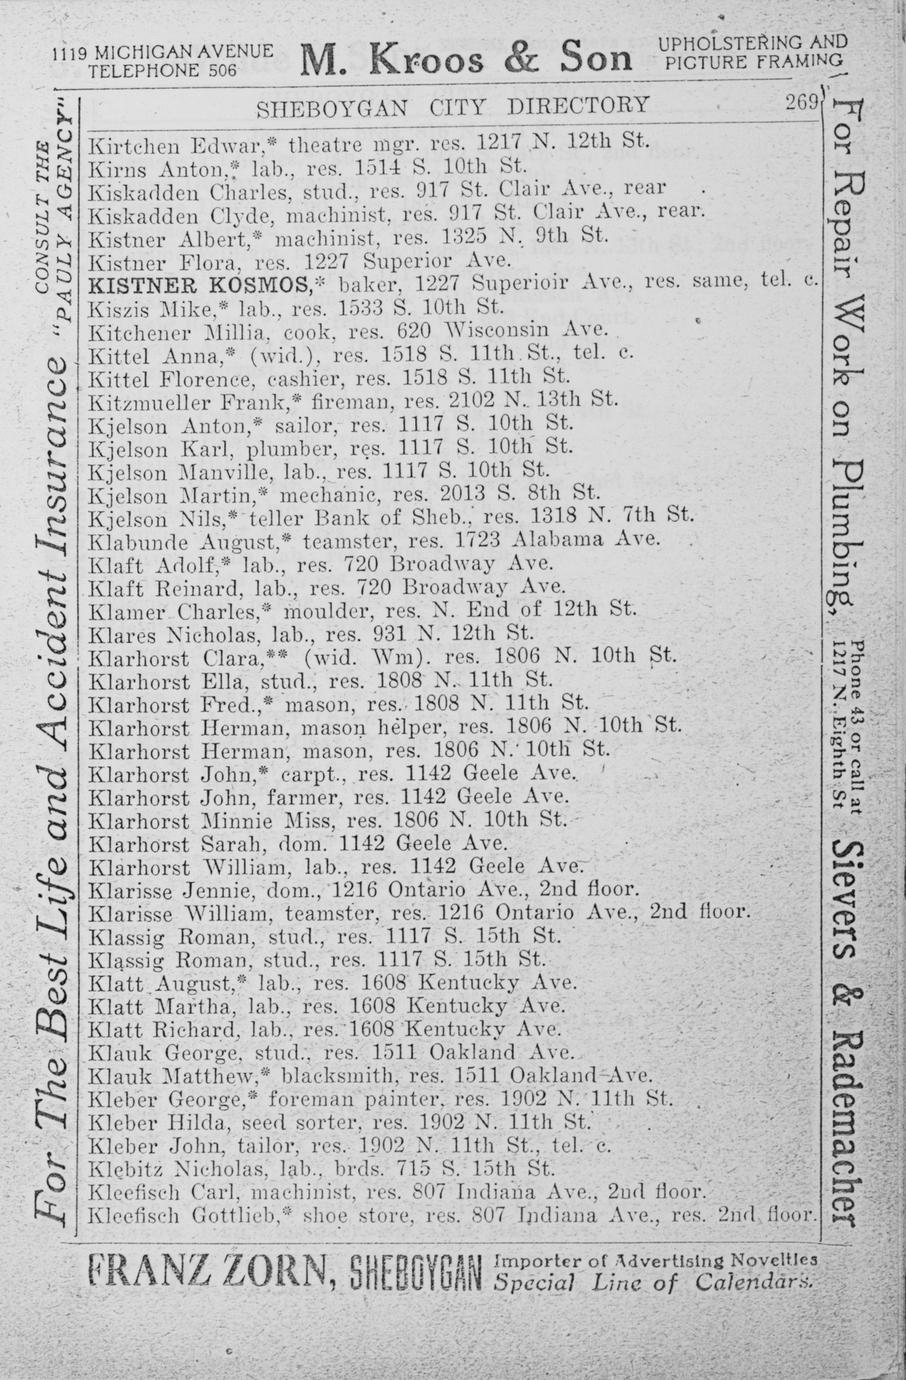 1119 MICHIGAN AVENUE
TELEPHONE 506
M. Kroos & Son
UPHOLSTERING AND
PICTURE FRAMING
SHEBOYGAN CITY DIRECTORY 269
Kirtchen Edwar,* theatre mgr. res. 1217 N. 12th St.
Kirns Anton,* lab., res. 1514 S. 10th St.
Kiskadden Charles, stud., res. 917 St. Clair Ave., rear
Kiskadden Clyde, machinist, res. 917 St. Clair Ave., rear.
Kistner Albert,* machinist, res. 1325 N. 9th St.
Kistner Flora, res. 1227 Superior Ave.
KISTNER KOSMOS,* baker, 1227 Superioir Ave., res. same, tel. c.
Kiszis Mike,* lab., res. 1533 S. 10th St.
Kitchener Millia, cook, res. 620 Wisconsin Ave.
Kittel Anna,* (wid.), res. 1518 S. 11th St., tel. c.
Kittel Florence, cashier, res. 1518 S. 11th St.
Kitzmueller Frank,* fireman, res. 2102 N. 13th St.
Kjelson Anton,* sailor, res. 1117 S. 10th St.
Kjelson Karl, plumber, res. 1117 S. 10th St.
Kjelson Manville, lab., res. 1117 S. 10th St.
Kjelson Martin,* mechanic, res. 2013 S. 8th St.
Kjelson Nils,* teller Bank of Sheb., res. 1318 N. 7th St.
Klabunde August,* teamster, res. 1723 Alabama Ave.
Klaft Adolf,* lab., res. 720 Broadway Ave.
Klaft Reinard, lab., res. 720 Broadway Ave.
Klamer Charles,* moulder, res. N. End of 12th St.
Klares Nicholas, lab., res. 931 N. 12th St.
Klarhorst Clara,** (wid. Wm). res. 1806 N. 10th St.
Klarhorst Ella, stud., res. 1808 N. 11th St.
Klarhorst Fred.,* mason, res. 1808 N. 11th St.
Klarhorst Herman, mason helper, res. 1806 N. 10th St.
Klarhorst Herman, mason, res. 1806 N. 10th St.
Klarhorst John,* carpt., res. 1142 Geele Ave.
Klarhorst John, farmer, res. 1142 Geele Ave.
Klarhorst Minnie Miss, res. 1806 N. 10th St.
Klarhorst Sarah, dom. 1142 Geele Ave.
Klarhorst William, lab., res. 1142 Geele Ave.
Klarisse Jennie, dom., 1216 Ontario Ave., 2nd floor.
Klarisse William, teamster, res. 1216 Ontario Ave., 2nd floor.
Klassig Roman, stud., res. 1117 S. 15th St.
Klassig Roman, stud., res. 1117 S. 15th St.
Klatt August,* lab., res. 1608 Kentucky Ave.
Klatt Martha, lab., res. 1608 Kentucky Ave.
Klatt Richard, lab., res. 1608 Kentucky Ave.
Klauk George, stud., res. 1511 Oakland Ave.
Klauk Matthew,* blacksmith, res. 1511 Oakland Ave.
Kleber George,* foreman painter, res. 1902 N. 11th St.
Kleber Hilda, seed sorter, res. 1902 N. 11th St.
Kleber John, tailor, res. 1902 N. 11th St., tel. c.
Klebitz Nicholas, lab., brds. 715 S. 15th St.
Kleefisch Carl, machinist, res. 807 Indiana Ave., 2nd floor.
Kleefisch Gottlieb,* shoe store, res. 807 Indiana Ave., res. 2nd floor.
For The Best Life and Accident Insurance
CONSULT THE
"PAULY AGENCY"
For Repair Work on Plumbing,
Phone 43 or call at
1217 N. Eighth St
Sievers & Rademacher
FRANZ ZORN, SHEBOYGAN
Importer of Advertising Novelties
Special Line of Calendars.